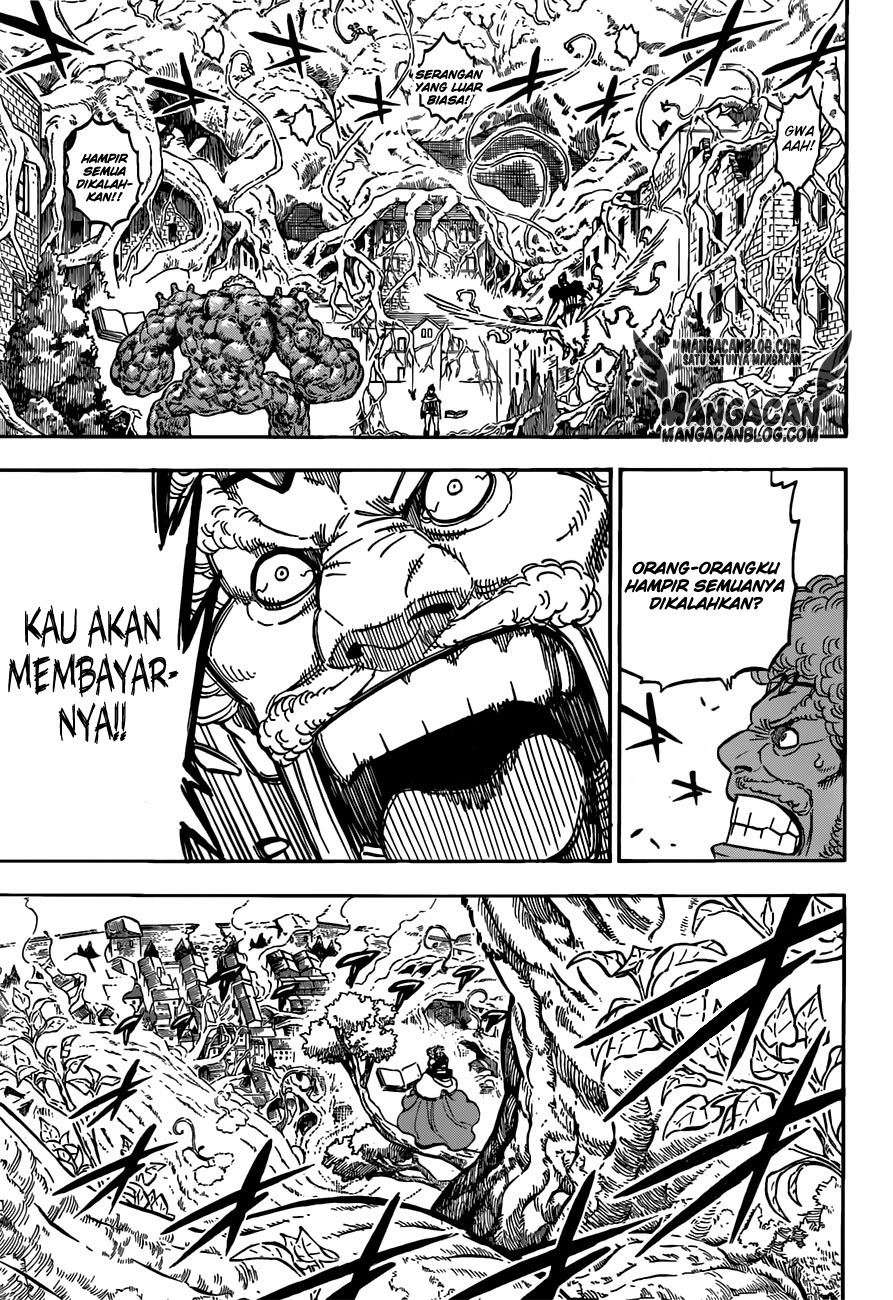 GWA
AAH!
SERANGAN
YANG LUAR
BIASA!
HAMPIR
SEMUA
DIKALAH-
KAN!!
MANGACANBLOG.COM
SATU SATUNYA MANGACAN
MANGACAN
MANGACANBLOG.COM
ORANG-ORANGKU
HAMPIR SEMUANYA
DIKALAHKAN?
KAU AKAN
MEMBAYAR-
NYA!!